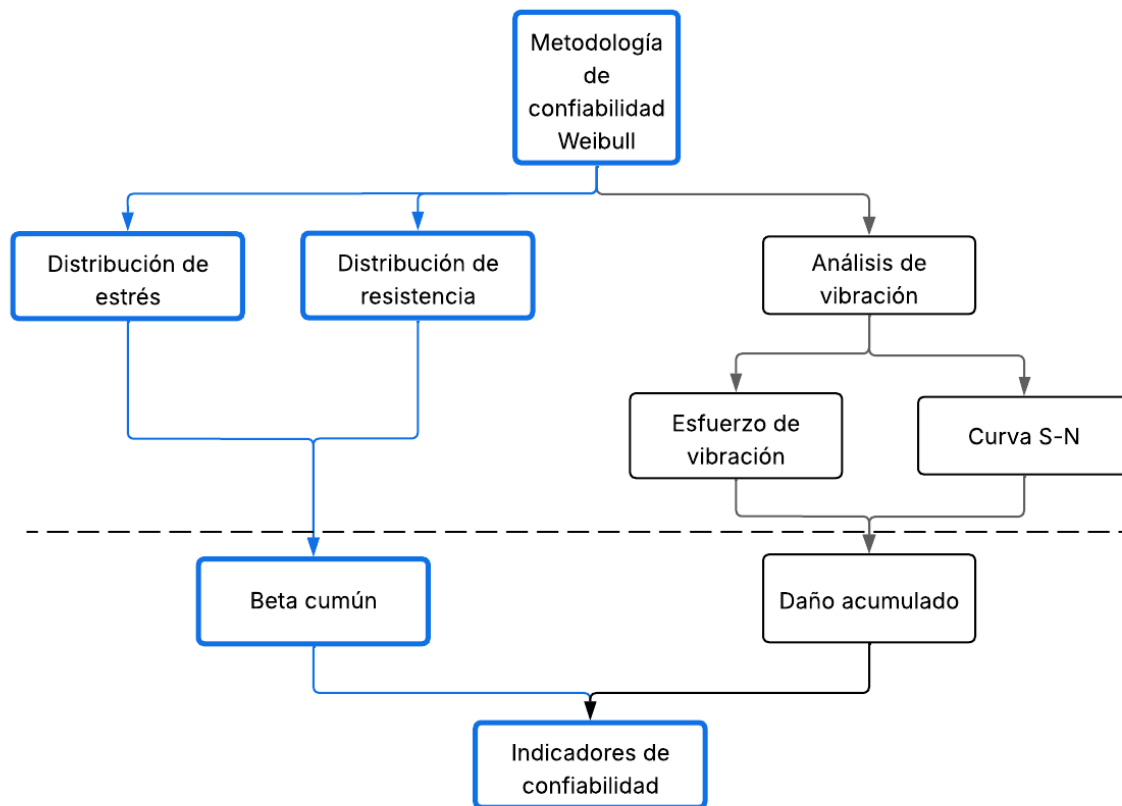 Metodología
de
confiabilidad
Weibull
Distribución de
estrés
Distribución de
resistencia
Análisis de
vibración
Esfuerzo de
vibración
Curva S-N
Beta cumún
Daño acumulado
Indicadores de
confiabilidad